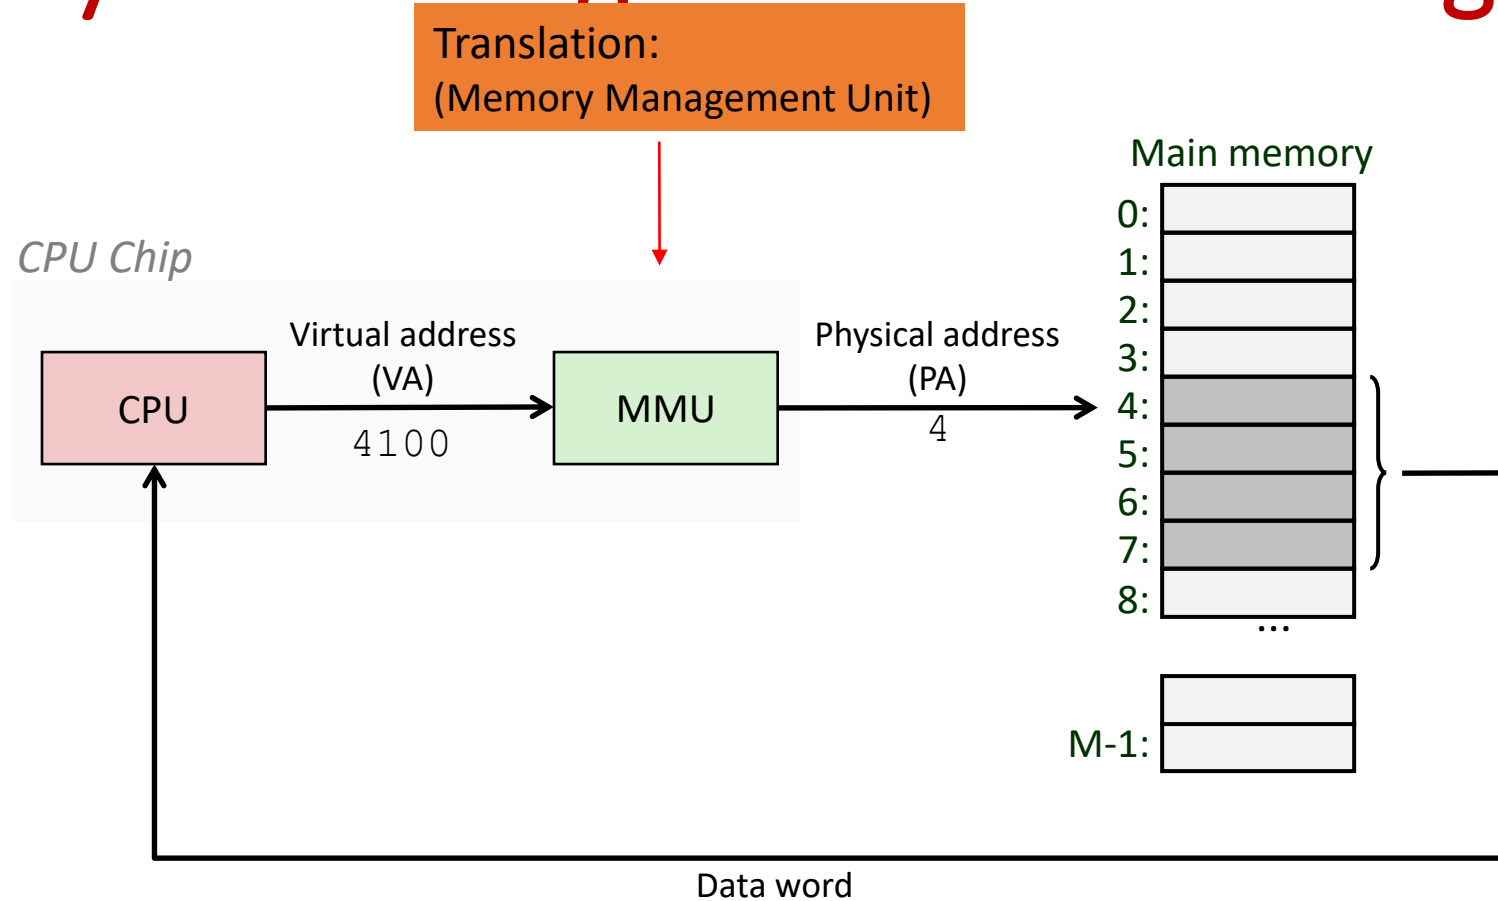 Translation:
(Memory Management Unit)
Main memory
CPU Chip
0:
1:
2:
3:
4:
5:
6:
7:
8:
...
M-1:
Virtual address
(VA)
4100
Physical address
(PA)
4
CPU
MMU
Data word